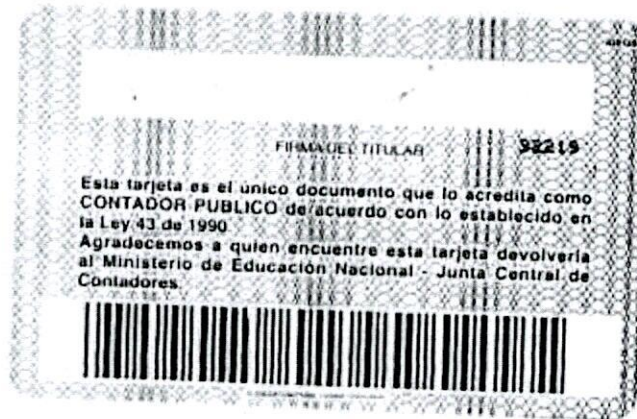 FIRMA DEL TITULAR 92219
Esta tarjeta es el único documento que lo acredita como
CONTADOR PUBLICO de acuerdo con lo establecido en
la Ley 43 de 1990
Agradecemos a quien encuentre esta tarjeta devolverla
al Ministerio de Educación Nacional - Junta Central de
Contadores.